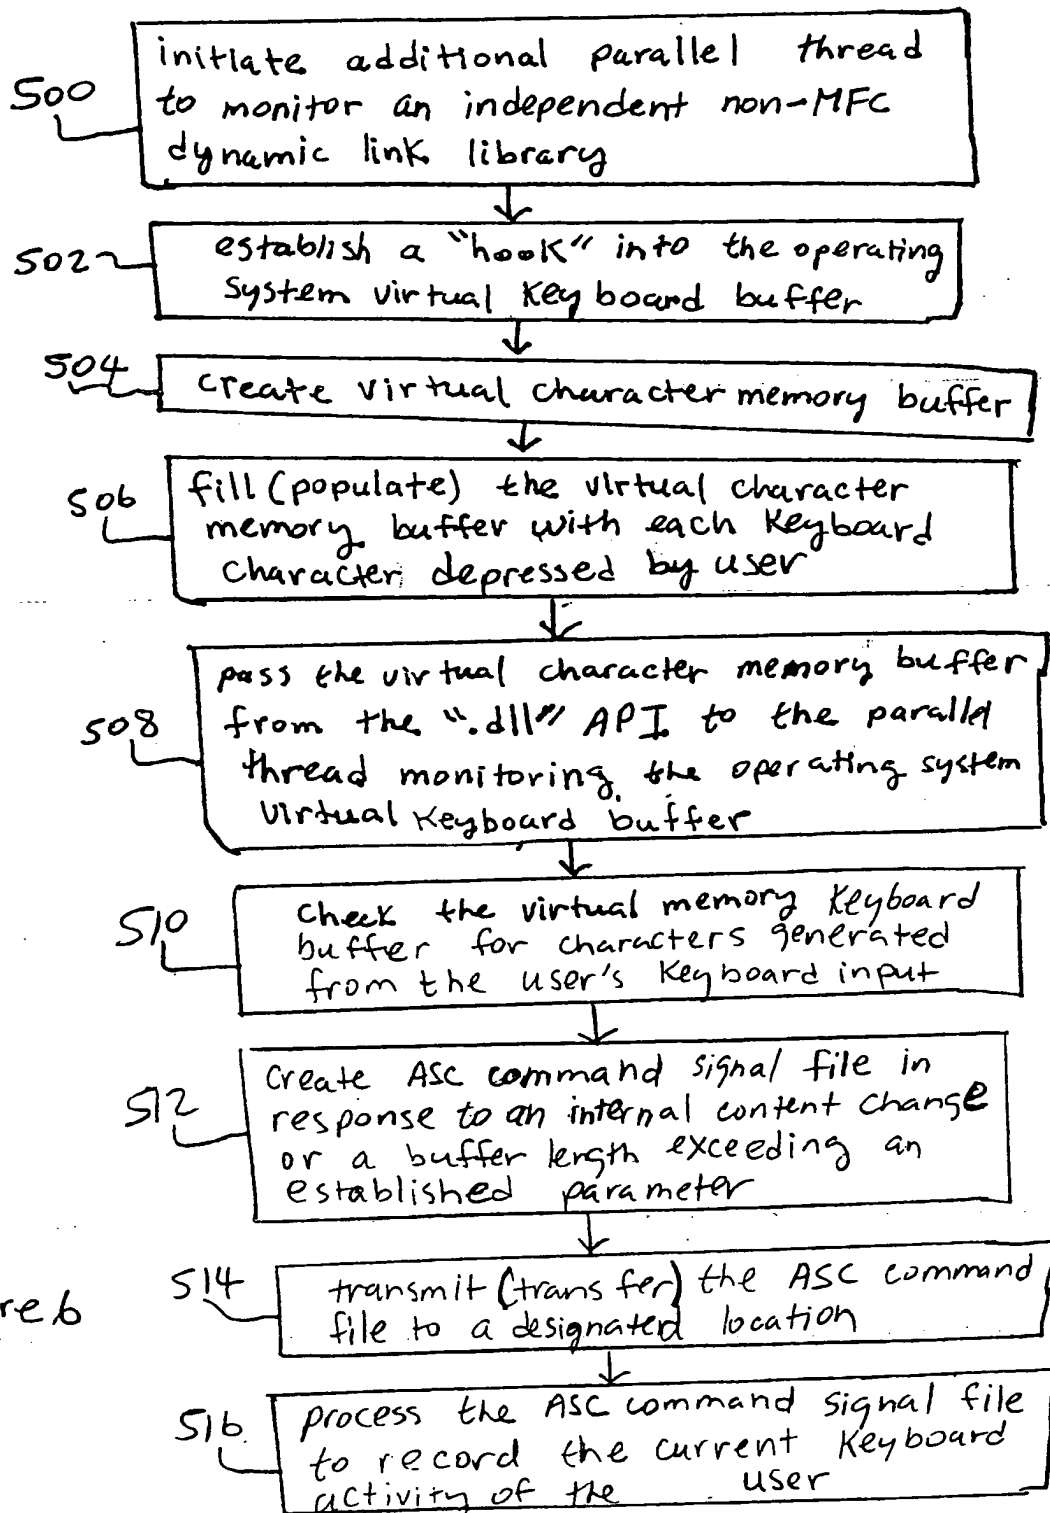 500
initiate additional parallel thread
to monitor an independent non-MFC
dynamic link library
502
establish a "hook" into the operating
system virtual Keyboard buffer
504
create virtual character memory buffer
506
fill (populate) the virtual character
memory buffer with each Keyboard
character depressed by user
508
pass the virtual character memory buffer
from the ".dll" API to the parallel
thread monitoring the operating system
virtual Keyboard buffer
510
check the virtual memory Keyboard
buffer for characters generated
from the user's Keyboard input
512
create ASC command signal file in
response to an internal content change
or a buffer length exceeding an
established parameter
514
transmit (transfer) the ASC command
file to a designated location
re 6
516
process the ASC command signal file
to record the current Keyboard
activity of the user